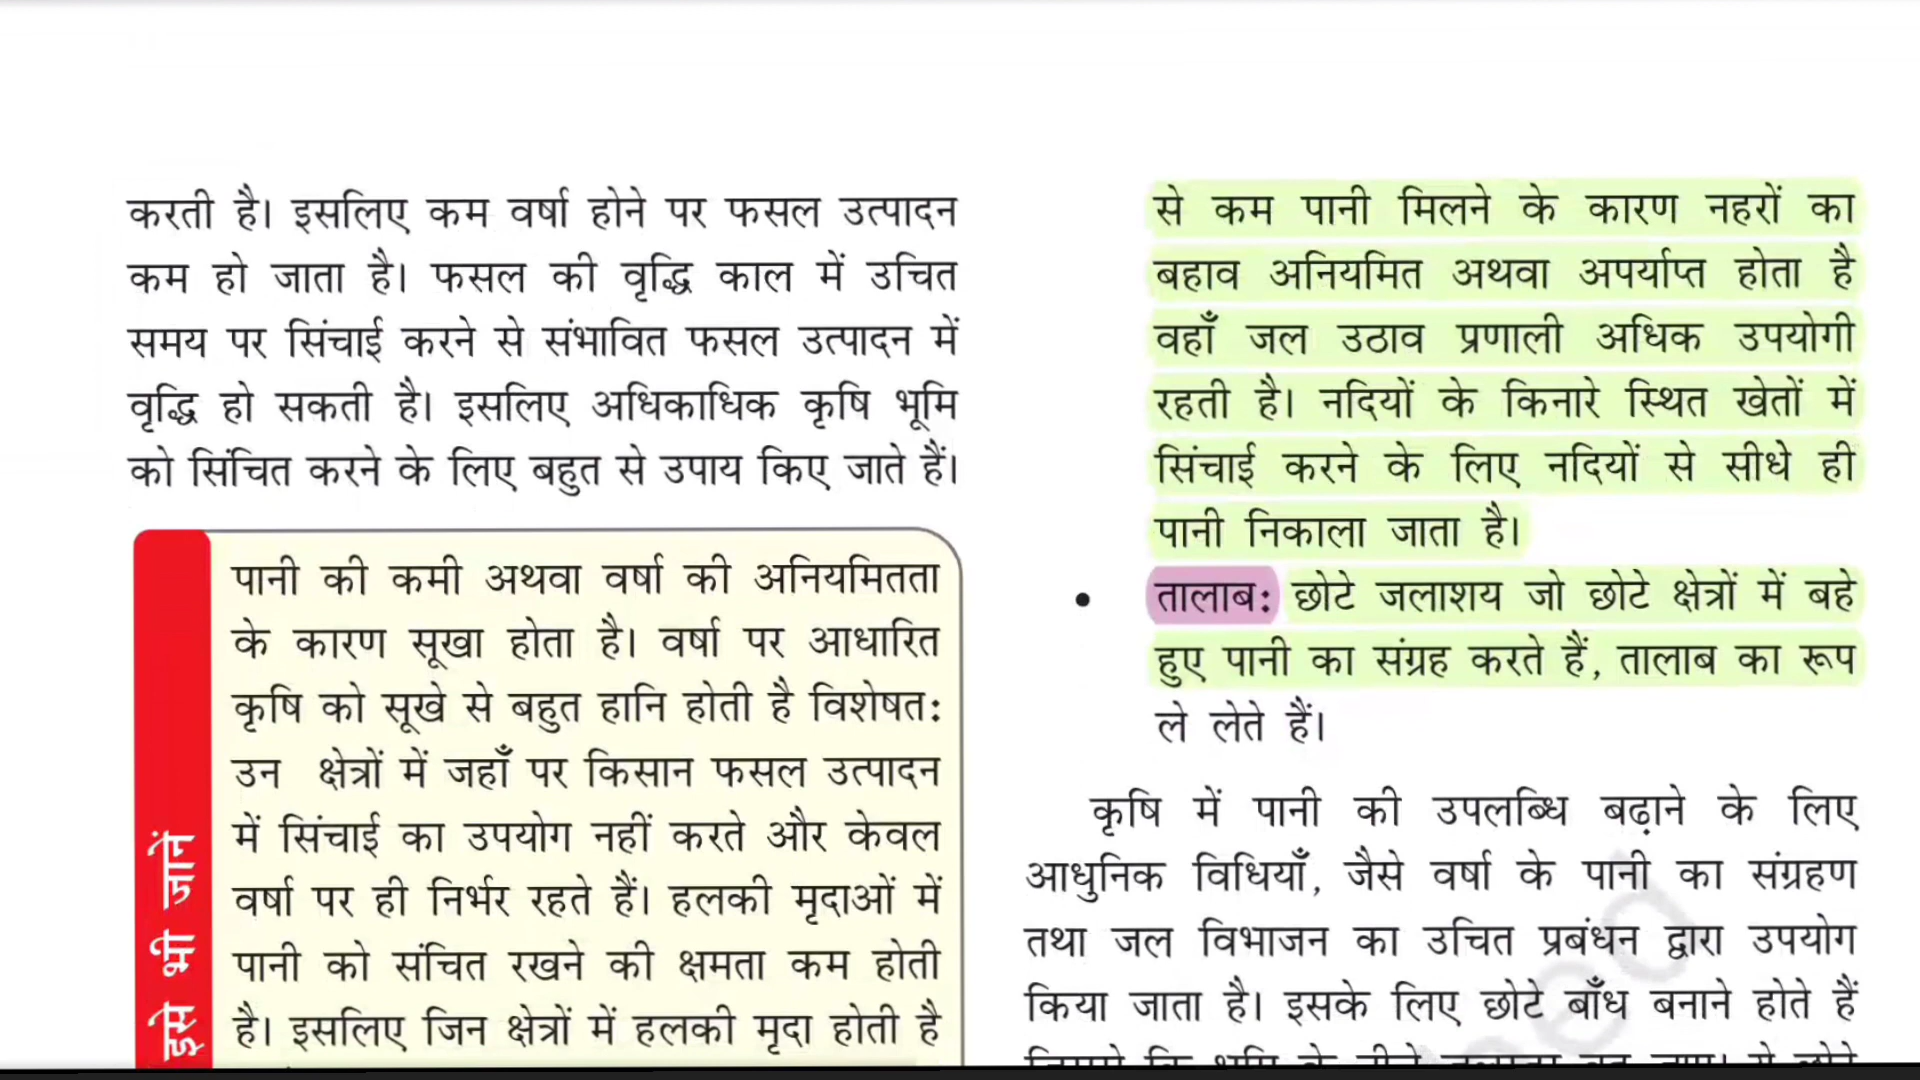 करती है। इसलिए कम वर्षा होने पर फसल उत्पादन
कम हो जाता है। फसल की वृद्धि काल में उचित
समय पर सिंचाई करने से संभावित फसल उत्पादन में
वृद्धि हो सकती है। इसलिए अधिकाधिक कृषि भूमि
को सिंचित करने के लिए बहुत से उपाय किए जाते हैं।
इसे भी जानें
पानी की कमी अथवा वर्षा की अनियमितता
के कारण सूखा होता है। वर्षा पर आधारित
कृषि को सूखे से बहुत हानि होती है विशेषतः
उन क्षेत्रों में जहाँ पर किसान फसल उत्पादन
में सिंचाई का उपयोग नहीं करते और केवल
वर्षा पर ही निर्भर रहते हैं। हलकी मृदाओं में
पानी को संचित रखने की क्षमता कम होती
है। इसलिए जिन क्षेत्रों में हलकी मृदा होती है
से कम पानी मिलने के कारण नहरों का
बहाव अनियमित अथवा अपर्याप्त होता है
वहाँ जल उठाव प्रणाली अधिक उपयोगी
रहती है। नदियों के किनारे स्थित खेतों में
सिंचाई करने के लिए नदियों से सीधे ही
पानी निकाला जाता है।
• तालाबः छोटे जलाशय जो छोटे क्षेत्रों में बहे
हुए पानी का संग्रह करते हैं, तालाब का रूप
ले लेते हैं।
कृषि में पानी की उपलब्धि बढ़ाने के लिए
आधुनिक विधियाँ, जैसे वर्षा के पानी का संग्रहण
तथा जल विभाजन का उचित प्रबंधन द्वारा उपयोग
किया जाता है। इसके लिए छोटे बाँध बनाने होते हैं